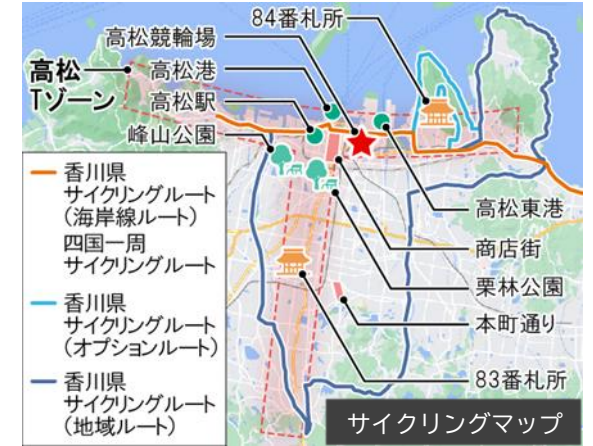 84番札所
高松競輪場
高松
Tゾーン
高松港
高松駅
峰山公園
香川県
サイクリングルート
(海岸線ルート)
四国一周
サイクリングルート
香川県
サイクリングルート
(オプションルート)
香川県
サイクリングルート
(地域ルート)
高松東港
商店街
栗林公園
本町通り
83番札所
サイクリングマップ